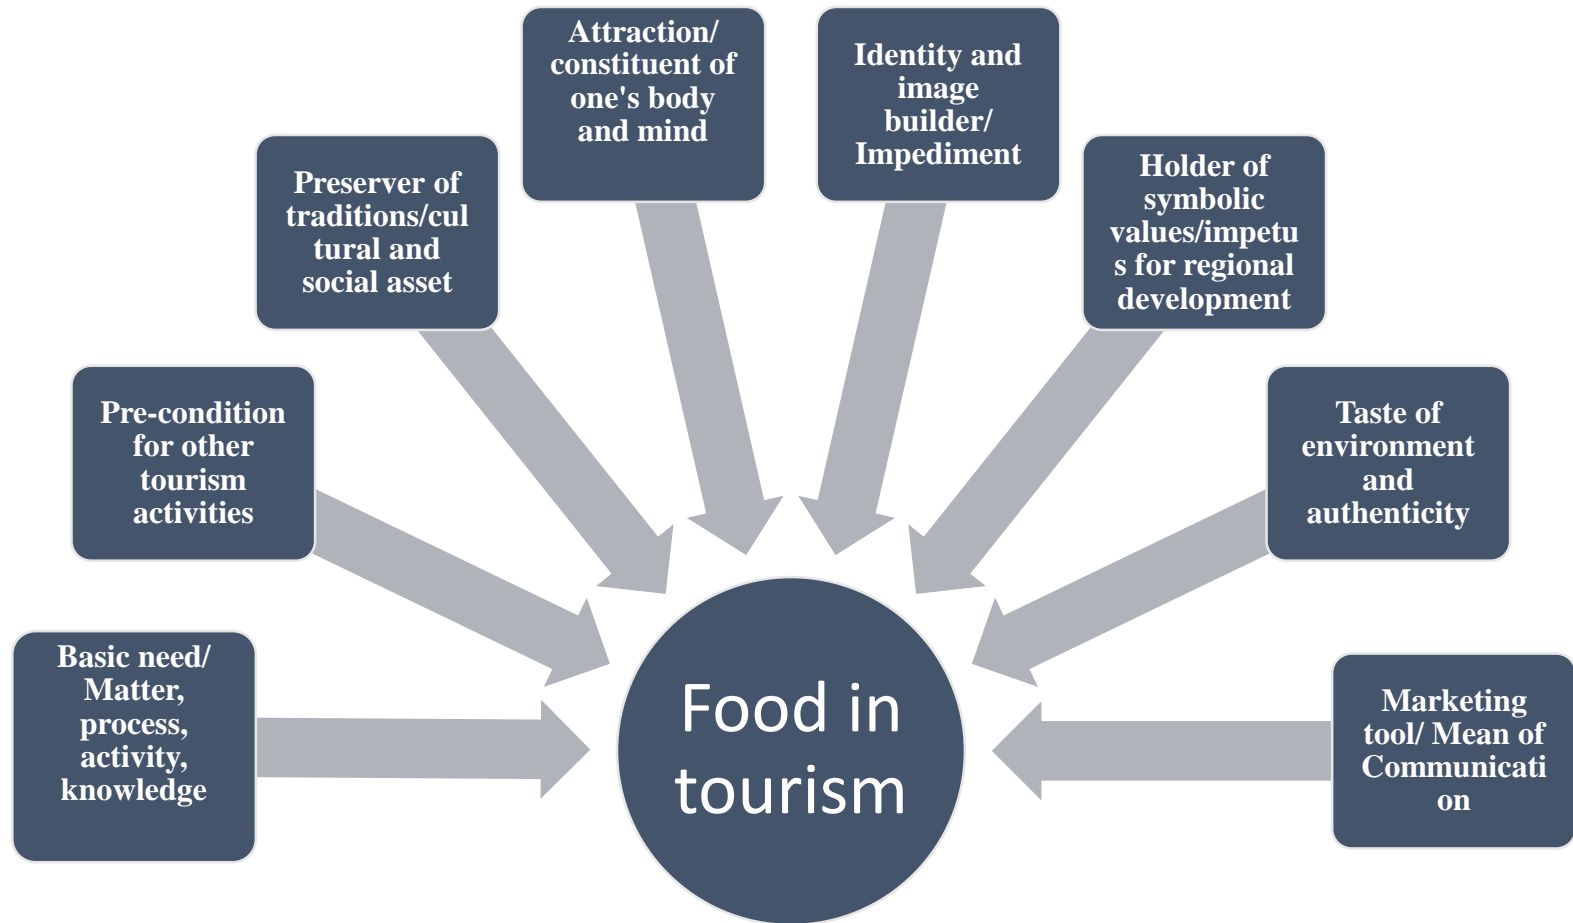 Attraction/
constituent of
one's body
and mind
Identity and
image
builder/
Impediment
Preserver of
traditions/cul
tural and
social asset
Holder of
symbolic
values/impetu
s for regional
development
Pre-condition
for other
tourism
activities
Taste of
environment
and
authenticity
Basic need/
Matter,
process,
activity,
knowledge
Food in
tourism
Marketing
tool/ Mean of
Communicati
on